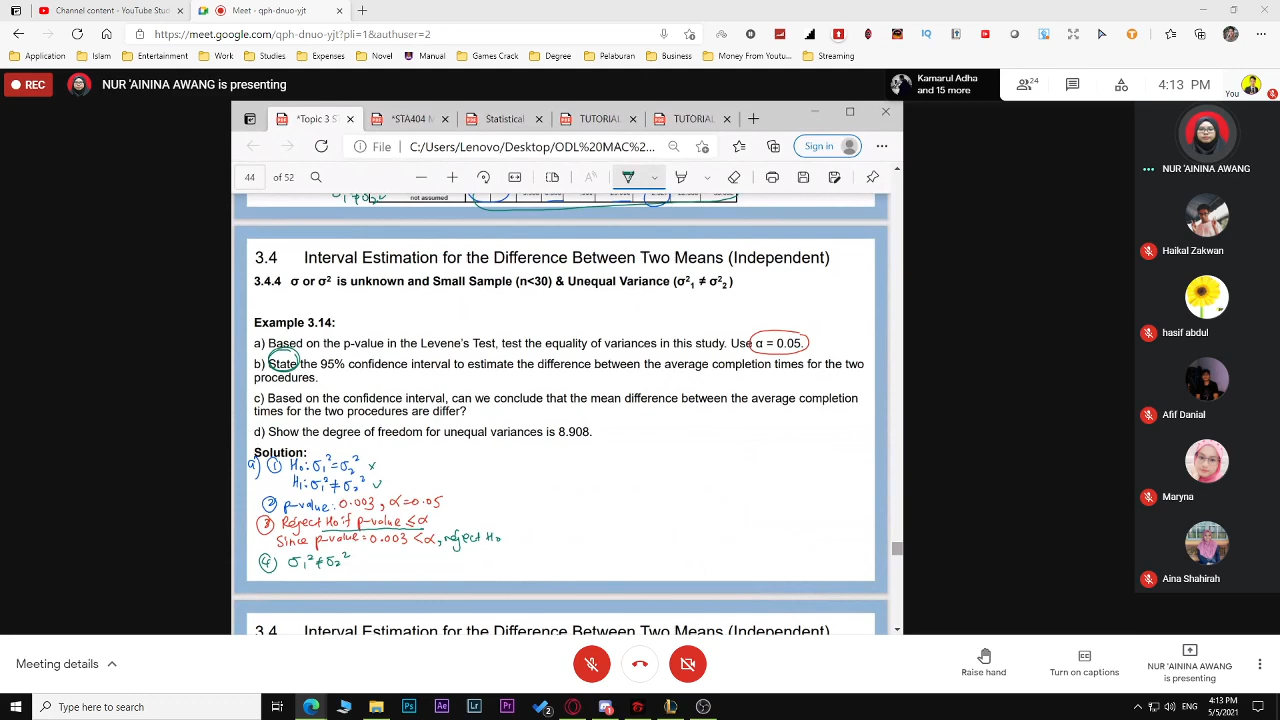 Content creation - YouTube Stu
Meet - qph-dnuo-yjt
https://meet.google.com/qph-dnuo-yjt?pli=1&authuser=2
Application
Islam
Entertainment
Work
Studies
Expenses
Novel
Manual
Games Crack
Degree
Pelaburan
Business
Money From Youtu...
Streaming
REC
NUR 'AININA AWANG is presenting
Kamarul Adha
and 15 more
24
4:13 PM
You
*Topic 3 S
*STA404 M
Statistical
TUTORIAL
TUTORIAL
File
C:/Users/Lenovo/Desktop/ODL%20MAC%...
Sign in
44 of 52
not assumed
3.4 Interval Estimation for the Difference Between Two Means (Independent)
3.4.4 σ or σ² is unknown and Small Sample (n<30) & Unequal Variance (σ²₁ ≠ σ²₂)
Example 3.14:
a) Based on the p-value in the Levene's Test, test the equality of variances in this study. Use α = 0.05.
b) State the 95% confidence interval to estimate the difference between the average completion times for the two
procedures.
c) Based on the confidence interval, can we conclude that the mean difference between the average completion
times for the two procedures are differ?
d) Show the degree of freedom for unequal variances is 8.908.
Solution:
a) ① H₀: σ₁² = σ₂² ×
H₁: σ₁² ≠ σ₂² ✓
② p-value: 0.003, α = 0.05
③ Reject H₀ if p-value ≤ α
Since p-value = 0.003 < α, reject H₀
④ σ₁² ≠ σ₂²
3.4 Interval Estimation for the Difference Between Two Means (Independent)
NUR 'AININA AWANG
Haikal Zakwan
hasif abdul
Afif Danial
Maryna
Aina Shahirah
Meeting details
Raise hand
Turn on captions
NUR 'AININA AWANG
is presenting
Type here to search
Ps
Ae
Lr
Pr
2
1
ENG
4:13 PM
5/5/2021